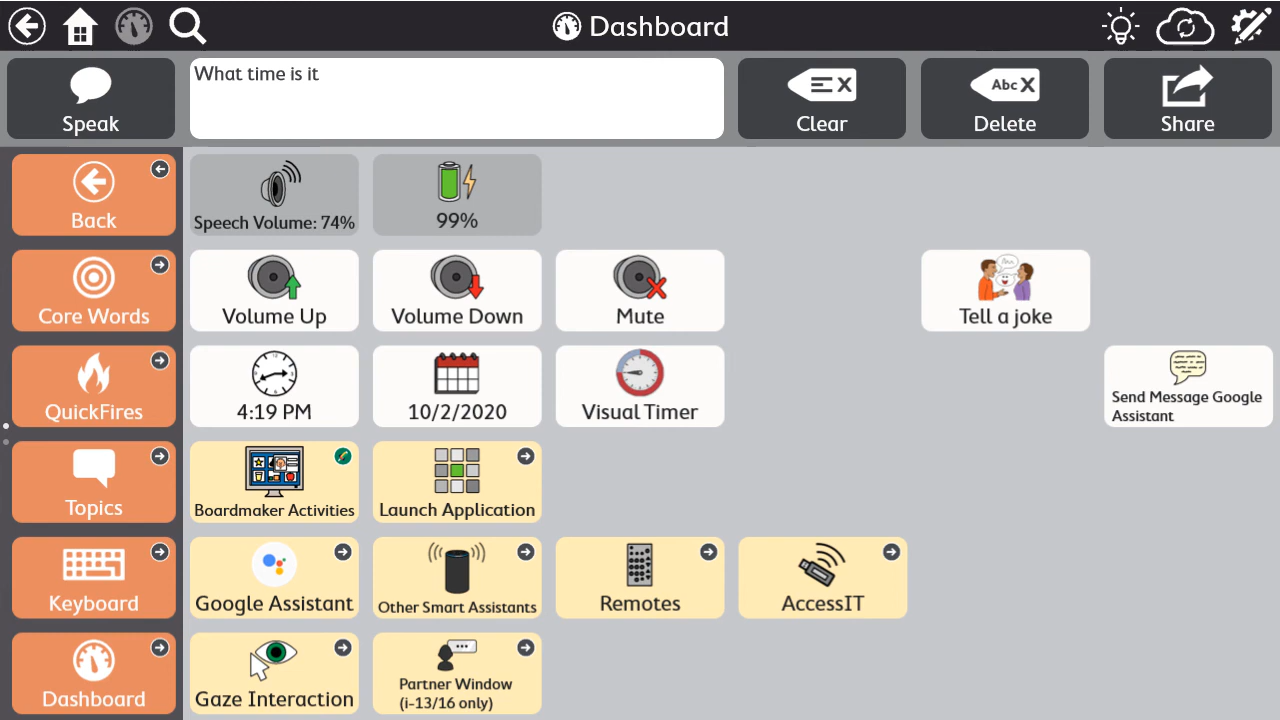 Dashboard
Speak
What time is it
Clear
Abc X
Delete
Share
Back
Speech Volume: 74%
99%
Core Words
Volume Up
Volume Down
Mute
Tell a joke
QuickFires
4:19 PM
10/2/2020
Visual Timer
Send Message Google
Assistant
Topics
Boardmaker Activities
Launch Application
Keyboard
Google Assistant
Other Smart Assistants
Remotes
AccessIT
Dashboard
Gaze Interaction
Partner Window
(i-13/16 only)